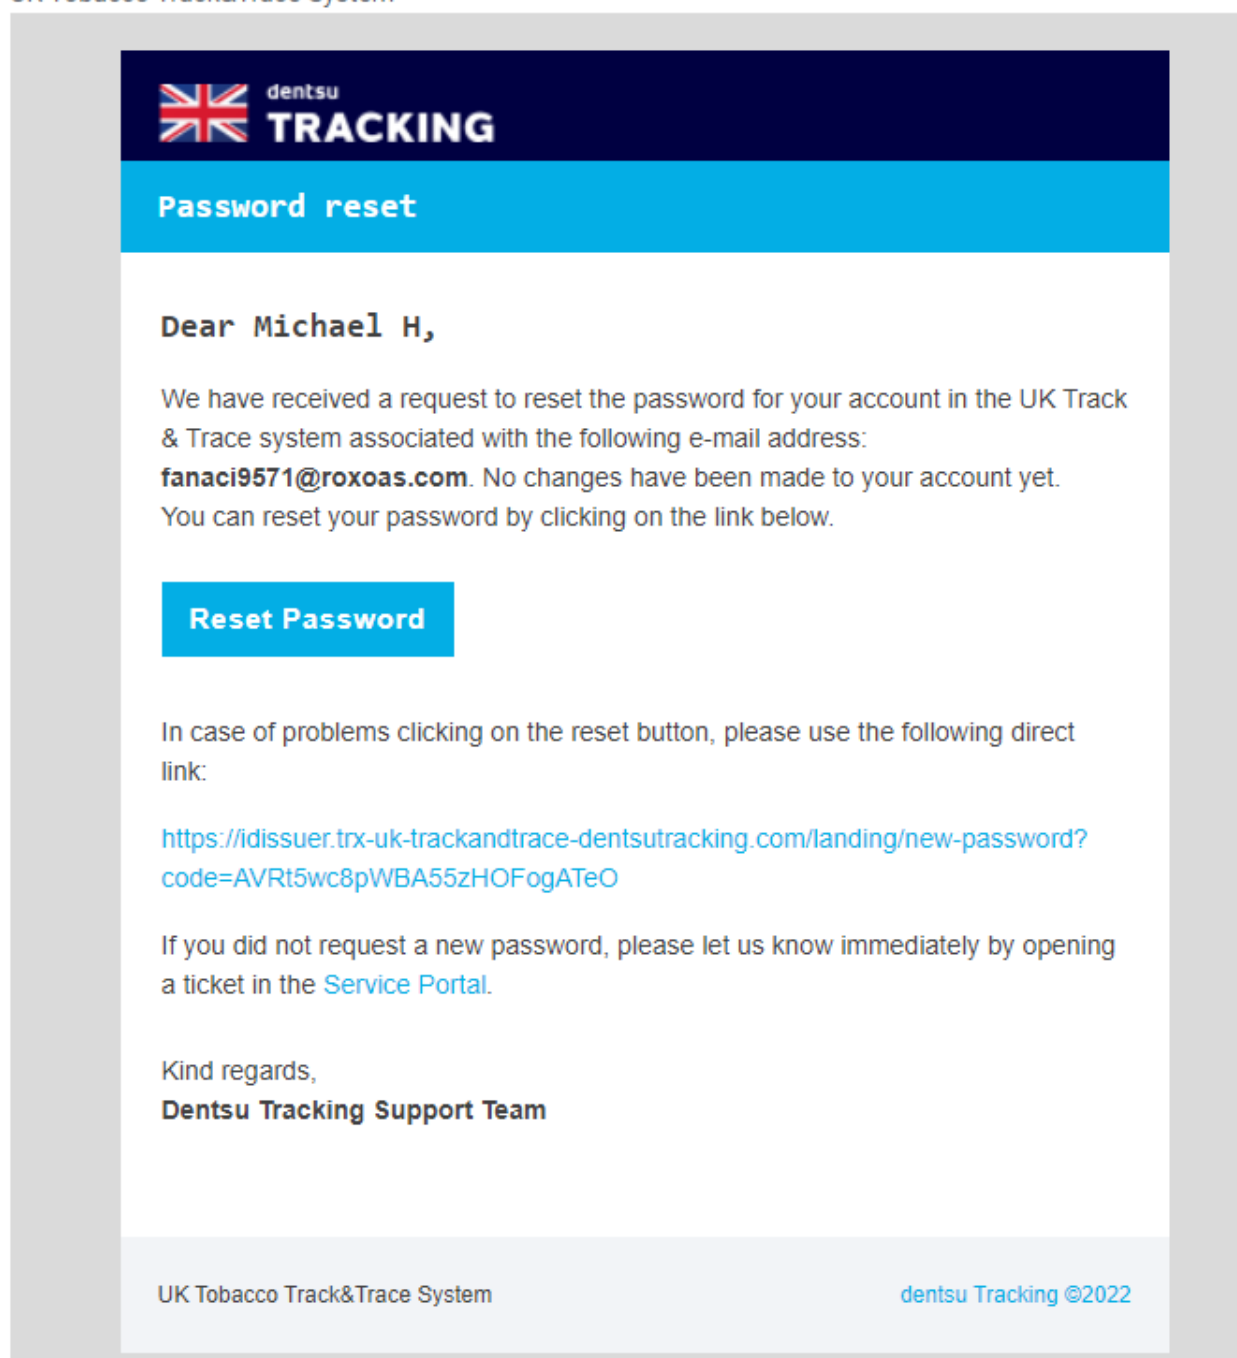 UK Tobacco Track&Trace System
dentsu
TRACKING
Password reset
Dear Michael H,
We have received a request to reset the password for your account in the UK Track
& Trace system associated with the following e-mail address:
fanaci9571@roxoas.com. No changes have been made to your account yet.
You can reset your password by clicking on the link below.
Reset Password
In case of problems clicking on the reset button, please use the following direct
link:
https://idissuer.trx-uk-trackandtrace-dentsutracking.com/landing/new-password?
code=AVRt5wc8pWBA55zHOFogATeO
If you did not request a new password, please let us know immediately by opening
a ticket in the Service Portal.
Kind regards,
Dentsu Tracking Support Team
UK Tobacco Track&Trace System
dentsu Tracking ©2022